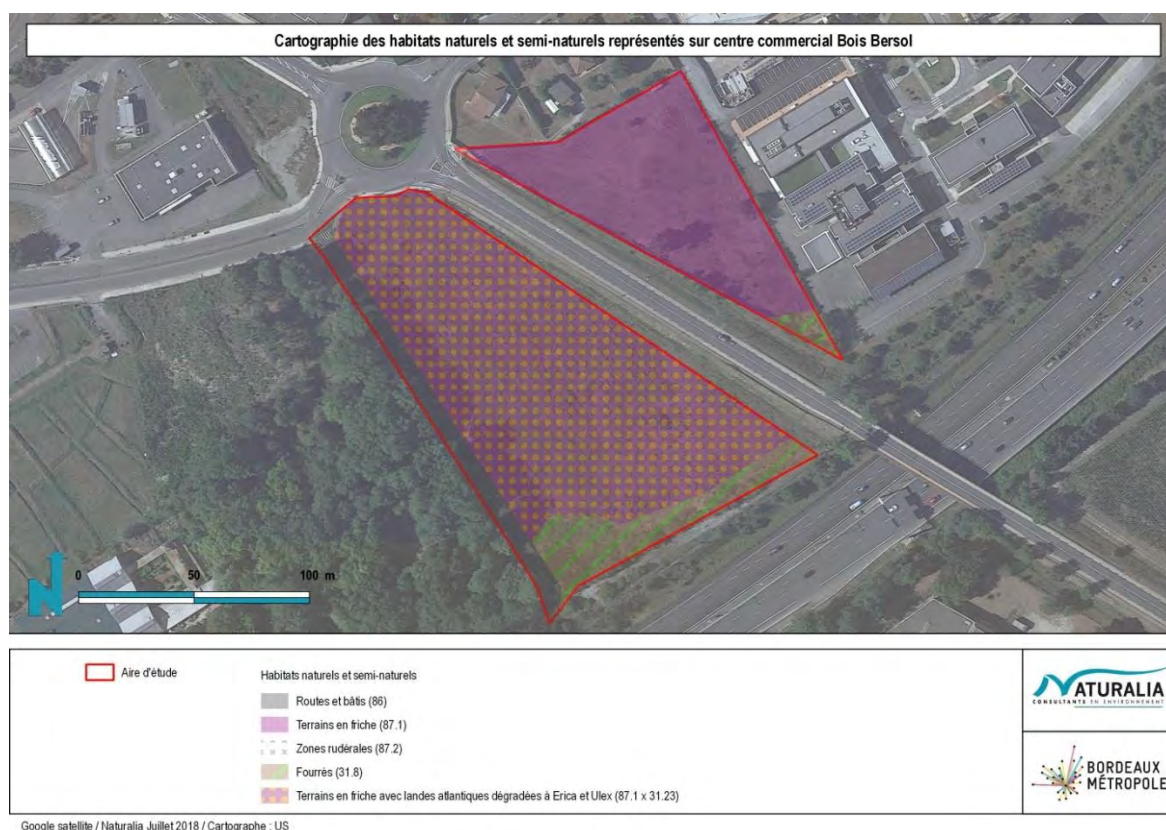 Cartographie des habitats naturels et semi-naturels représentés sur centre commercial Bois Bersol
N
0 50 100 m
Aire d'étude
Habitats naturels et semi-naturels
Routes et bâtis (86)
Terrains en friche (87.1)
Zones rudérales (87.2)
Fourrés (31.8)
Terrains en friche avec landes atlantiques dégradées à Erica et Ulex (87.1 x 31.23)
NATURALIA
CONSULTANTS EN ENVIRONNEMENT
BORDEAUX
MÉTROPOLE
Google satellite / Naturalia Juillet 2018 / Cartographe : US